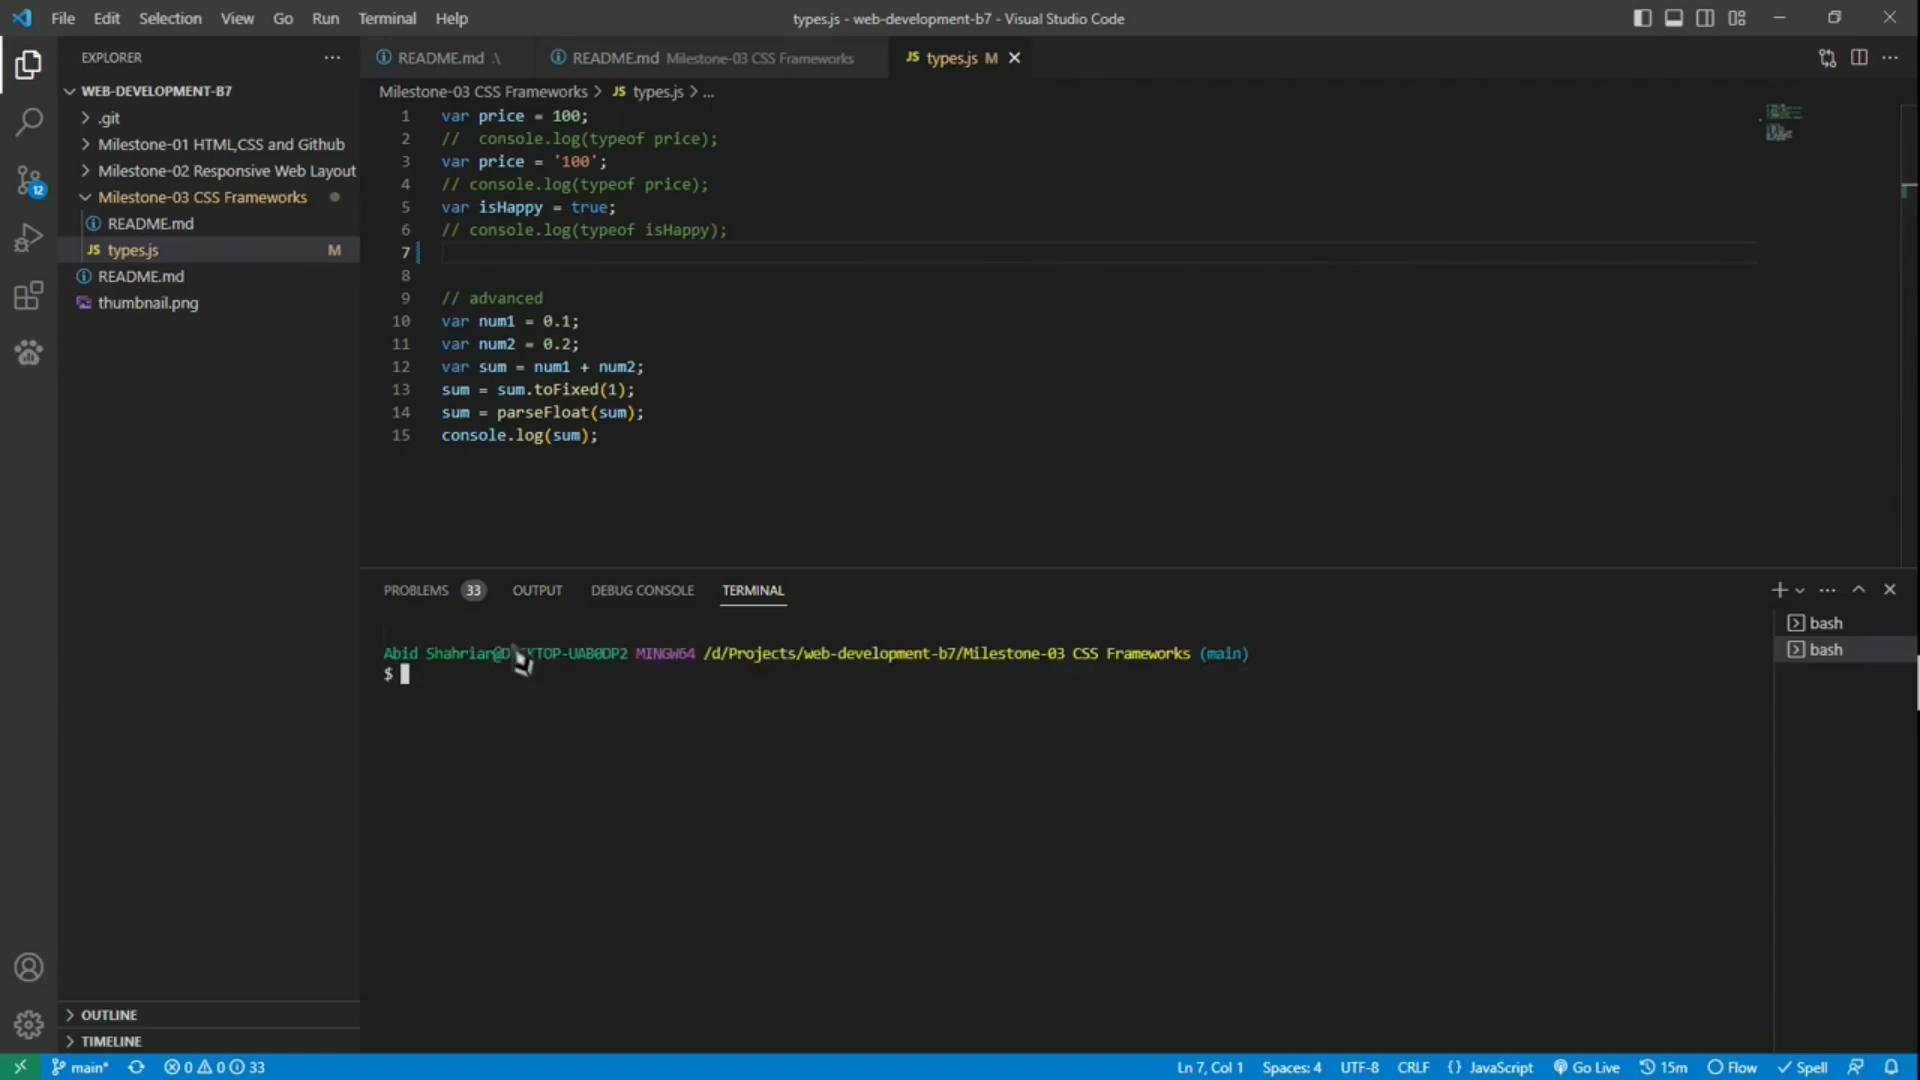 File Edit Selection View Go Run Terminal Help
types.js - web-development-b7 - Visual Studio Code
EXPLORER
WEB-DEVELOPMENT-B7
.git
Milestone-01 HTML,CSS and Github
Milestone-02 Responsive Web Layout
Milestone-03 CSS Frameworks
README.md
JS types.js M
README.md
thumbnail.png
OUTLINE
TIMELINE
README.md .\
README.md Milestone-03 CSS Frameworks
JS types.js M
Milestone-03 CSS Frameworks > JS types.js > ...
1 var price = 100;
2 //  console.log(typeof price);
3 var price = '100';
4 // console.log(typeof price);
5 var isHappy = true;
6 // console.log(typeof isHappy);
7
8
9 // advanced
10 var num1 = 0.1;
11 var num2 = 0.2;
12 var sum = num1 + num2;
13 sum = sum.toFixed(1);
14 sum = parseFloat(sum);
15 console.log(sum);
PROBLEMS 33 OUTPUT DEBUG CONSOLE TERMINAL
Abid Shahriar@DESKTOP-UAB0DP2 MINGW64 /d/Projects/web-development-b7/Milestone-03 CSS Frameworks (main)
$
bash
bash
12
main* 0 0 33
Ln 7, Col 1 Spaces: 4 UTF-8 CRLF {} JavaScript Go Live 15m Flow Spell